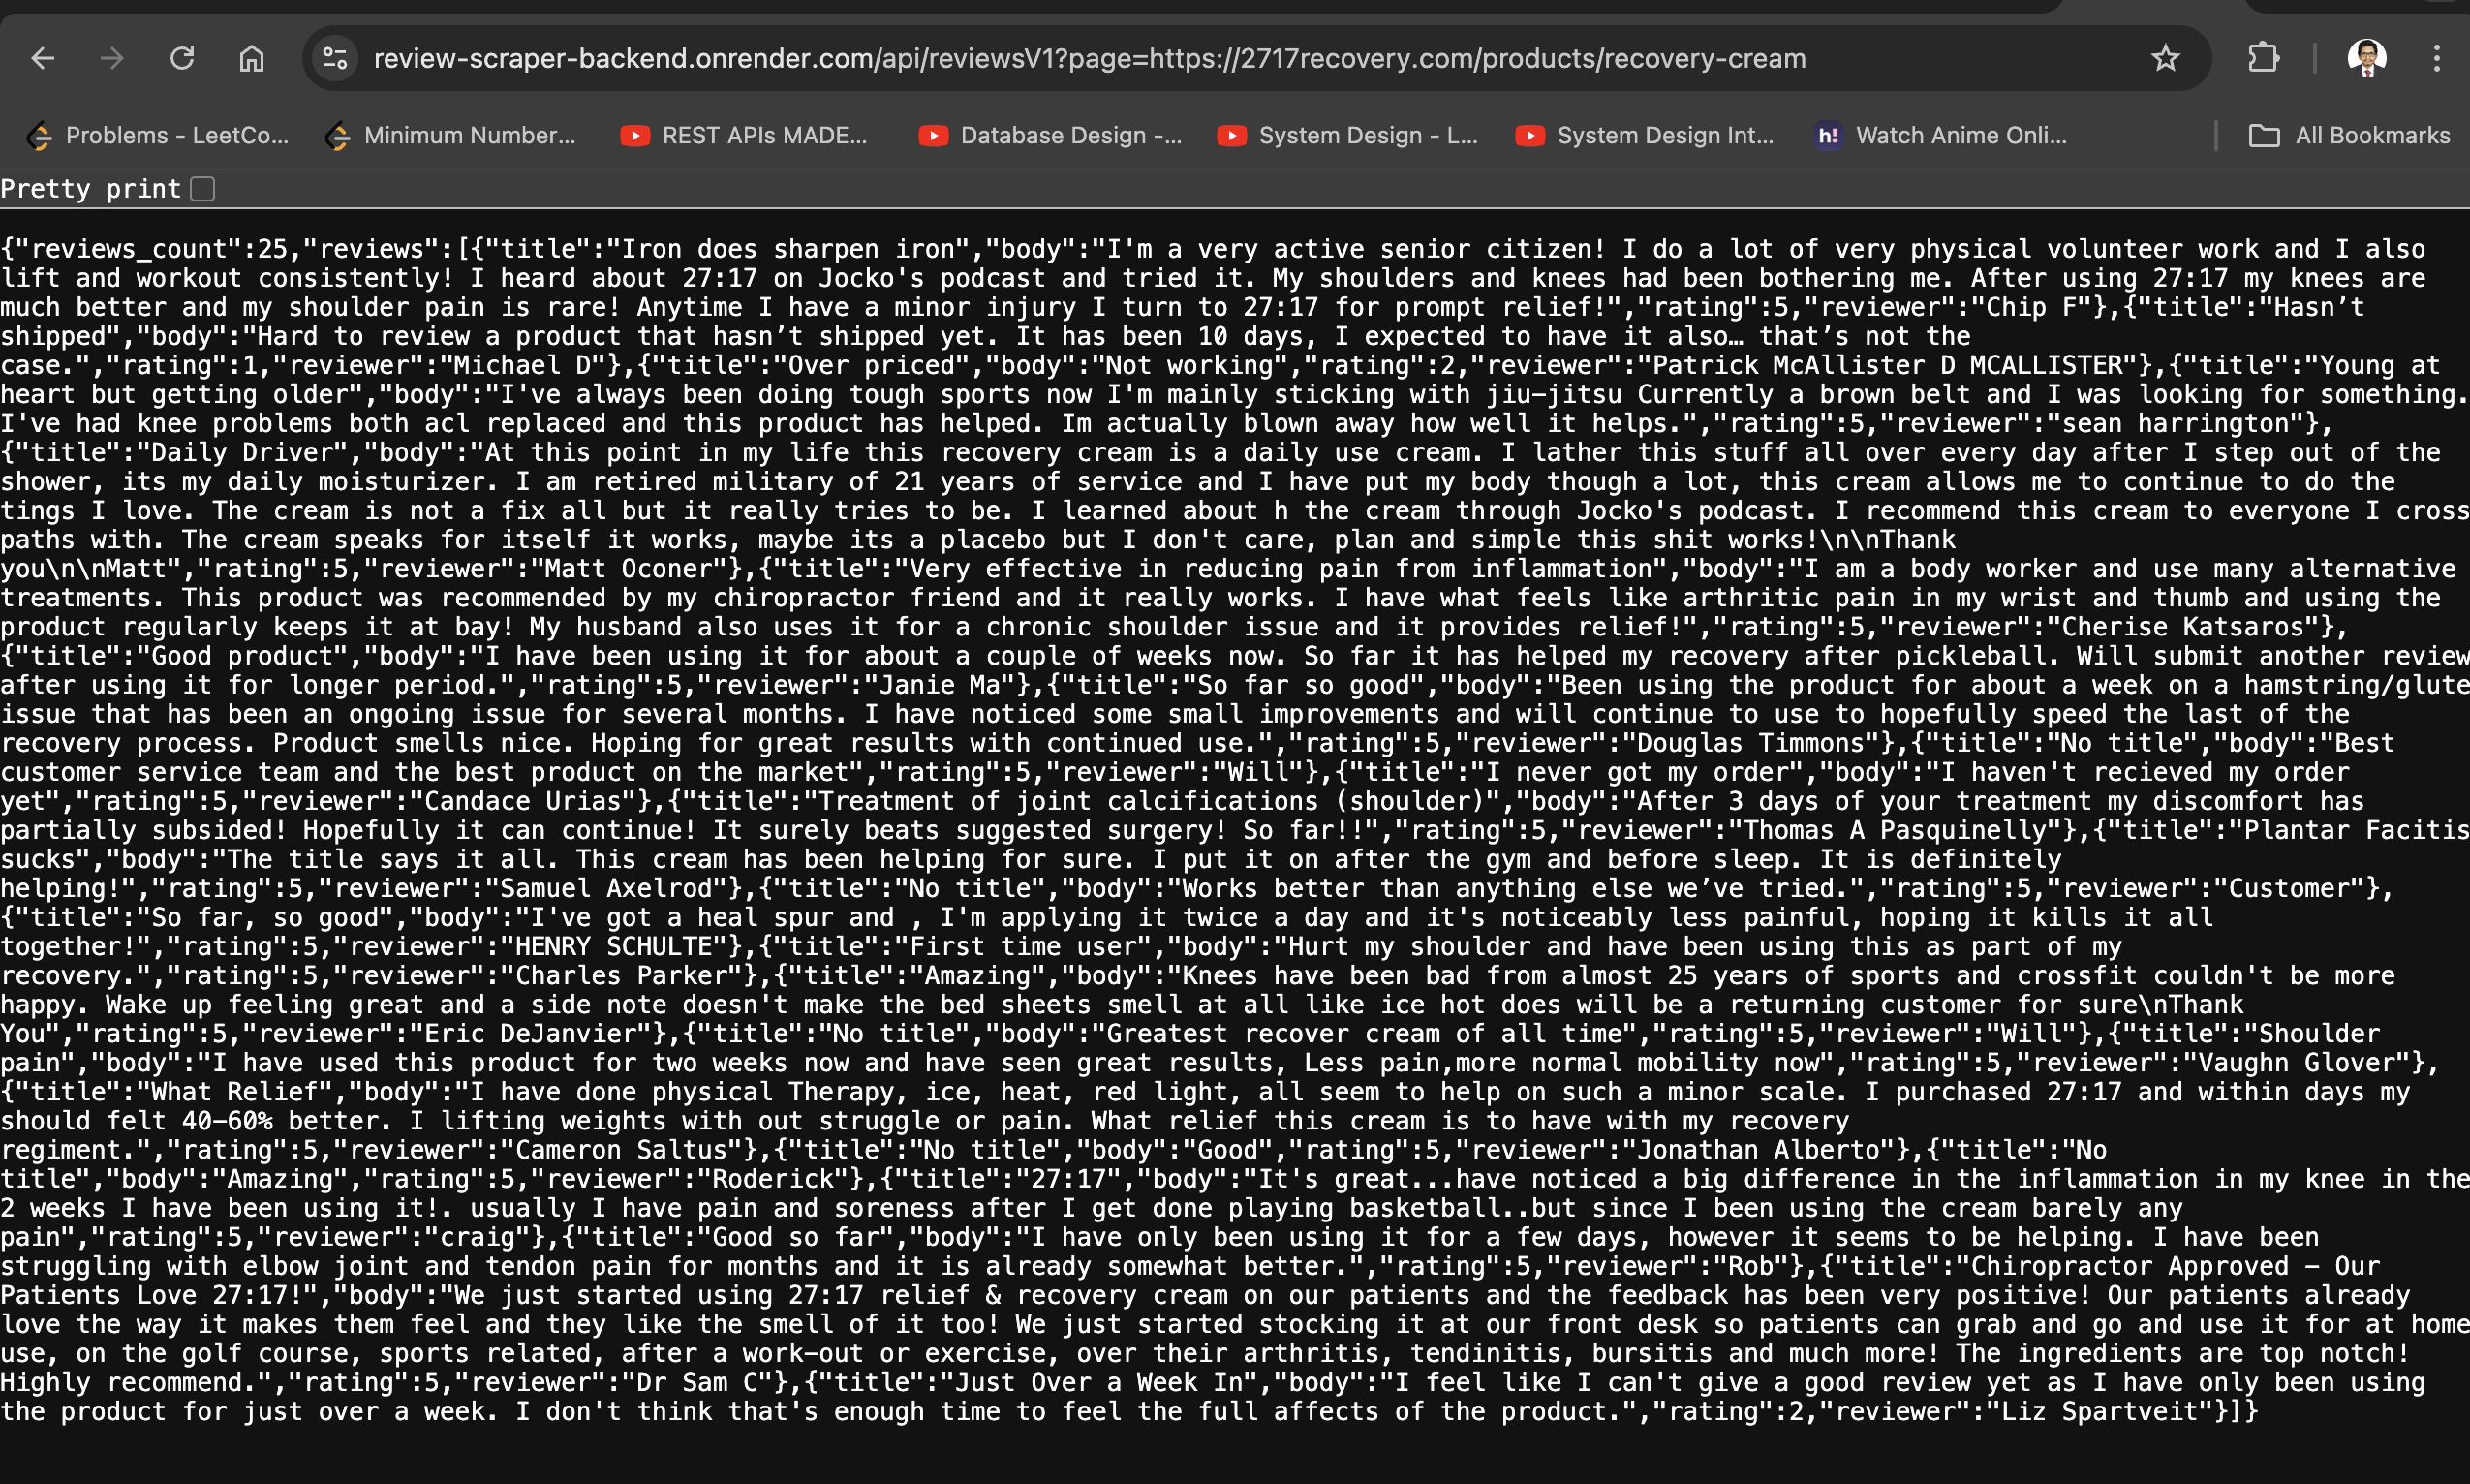 review-scraper-backend.onrender.com/api/reviewsV1?page=https://2717recovery.com/products/recovery-cream
Problems - LeetCo...
Minimum Number...
REST APIs MADE...
Database Design -...
System Design - L...
System Design Int...
h!
Watch Anime Onli...
All Bookmarks
Pretty print
{"reviews_count":25,"reviews":[{"title":"Iron does sharpen iron","body":"I'm a very active senior citizen! I do a lot of very physical volunteer work and I also
lift and workout consistently! I heard about 27:17 on Jocko's podcast and tried it. My shoulders and knees had been bothering me. After using 27:17 my knees are
much better and my shoulder pain is rare! Anytime I have a minor injury I turn to 27:17 for prompt relief!","rating":5,"reviewer":"Chip F"},{"title":"Hasn’t
shipped","body":"Hard to review a product that hasn’t shipped yet. It has been 10 days, I expected to have it also… that’s not the
case.","rating":1,"reviewer":"Michael D"},{"title":"Over priced","body":"Not working","rating":2,"reviewer":"Patrick McAllister D MCALLISTER"},{"title":"Young at
heart but getting older","body":"I've always been doing tough sports now I'm mainly sticking with jiu-jitsu Currently a brown belt and I was looking for something.
I've had knee problems both acl replaced and this product has helped. Im actually blown away how well it helps.","rating":5,"reviewer":"sean harrington"},
{"title":"Daily Driver","body":"At this point in my life this recovery cream is a daily use cream. I lather this stuff all over every day after I step out of the
shower, its my daily moisturizer. I am retired military of 21 years of service and I have put my body though a lot, this cream allows me to continue to do the
tings I love. The cream is not a fix all but it really tries to be. I learned about h the cream through Jocko's podcast. I recommend this cream to everyone I cross
paths with. The cream speaks for itself it works, maybe its a placebo but I don't care, plan and simple this shit works!\n\nThank
you\n\nMatt","rating":5,"reviewer":"Matt Oconer"},{"title":"Very effective in reducing pain from inflammation","body":"I am a body worker and use many alternative
treatments. This product was recommended by my chiropractor friend and it really works. I have what feels like arthritic pain in my wrist and thumb and using the
product regularly keeps it at bay! My husband also uses it for a chronic shoulder issue and it provides relief!","rating":5,"reviewer":"Cherise Katsaros"},
{"title":"Good product","body":"I have been using it for about a couple of weeks now. So far it has helped my recovery after pickleball. Will submit another review
after using it for longer period.","rating":5,"reviewer":"Janie Ma"},{"title":"So far so good","body":"Been using the product for about a week on a hamstring/glute
issue that has been an ongoing issue for several months. I have noticed some small improvements and will continue to use to hopefully speed the last of the
recovery process. Product smells nice. Hoping for great results with continued use.","rating":5,"reviewer":"Douglas Timmons"},{"title":"No title","body":"Best
customer service team and the best product on the market","rating":5,"reviewer":"Will"},{"title":"I never got my order","body":"I haven't recieved my order
yet","rating":5,"reviewer":"Candace Urias"},{"title":"Treatment of joint calcifications (shoulder)","body":"After 3 days of your treatment my discomfort has
partially subsided! Hopefully it can continue! It surely beats suggested surgery! So far!!","rating":5,"reviewer":"Thomas A Pasquinelly"},{"title":"Plantar Facitis
sucks","body":"The title says it all. This cream has been helping for sure. I put it on after the gym and before sleep. It is definitely
helping!","rating":5,"reviewer":"Samuel Axelrod"},{"title":"No title","body":"Works better than anything else we’ve tried.","rating":5,"reviewer":"Customer"},
{"title":"So far, so good","body":"I've got a heal spur and , I'm applying it twice a day and it's noticeably less painful, hoping it kills it all
together!","rating":5,"reviewer":"HENRY SCHULTE"},{"title":"First time user","body":"Hurt my shoulder and have been using this as part of my
recovery.","rating":5,"reviewer":"Charles Parker"},{"title":"Amazing","body":"Knees have been bad from almost 25 years of sports and crossfit couldn't be more
happy. Wake up feeling great and a side note doesn't make the bed sheets smell at all like ice hot does will be a returning customer for sure\nThank
You","rating":5,"reviewer":"Eric DeJanvier"},{"title":"No title","body":"Greatest recover cream of all time","rating":5,"reviewer":"Will"},{"title":"Shoulder
pain","body":"I have used this product for two weeks now and have seen great results, Less pain,more normal mobility now","rating":5,"reviewer":"Vaughn Glover"},
{"title":"What Relief","body":"I have done physical Therapy, ice, heat, red light, all seem to help on such a minor scale. I purchased 27:17 and within days my
should felt 40-60% better. I lifting weights with out struggle or pain. What relief this cream is to have with my recovery
regiment.","rating":5,"reviewer":"Cameron Saltus"},{"title":"No title","body":"Good","rating":5,"reviewer":"Jonathan Alberto"},{"title":"No
title","body":"Amazing","rating":5,"reviewer":"Roderick"},{"title":"27:17","body":"It's great...have noticed a big difference in the inflammation in my knee in the
2 weeks I have been using it!. usually I have pain and soreness after I get done playing basketball..but since I been using the cream barely any
pain","rating":5,"reviewer":"craig"},{"title":"Good so far","body":"I have only been using it for a few days, however it seems to be helping. I have been
struggling with elbow joint and tendon pain for months and it is already somewhat better.","rating":5,"reviewer":"Rob"},{"title":"Chiropractor Approved – Our
Patients Love 27:17!","body":"We just started using 27:17 relief & recovery cream on our patients and the feedback has been very positive! Our patients already
love the way it makes them feel and they like the smell of it too! We just started stocking it at our front desk so patients can grab and go and use it for at home
use, on the golf course, sports related, after a work-out or exercise, over their arthritis, tendinitis, bursitis and much more! The ingredients are top notch!
Highly recommend.","rating":5,"reviewer":"Dr Sam C"},{"title":"Just Over a Week In","body":"I feel like I can't give a good review yet as I have only been using
the product for just over a week. I don't think that's enough time to feel the full affects of the product.","rating":2,"reviewer":"Liz Spartveit"}]}